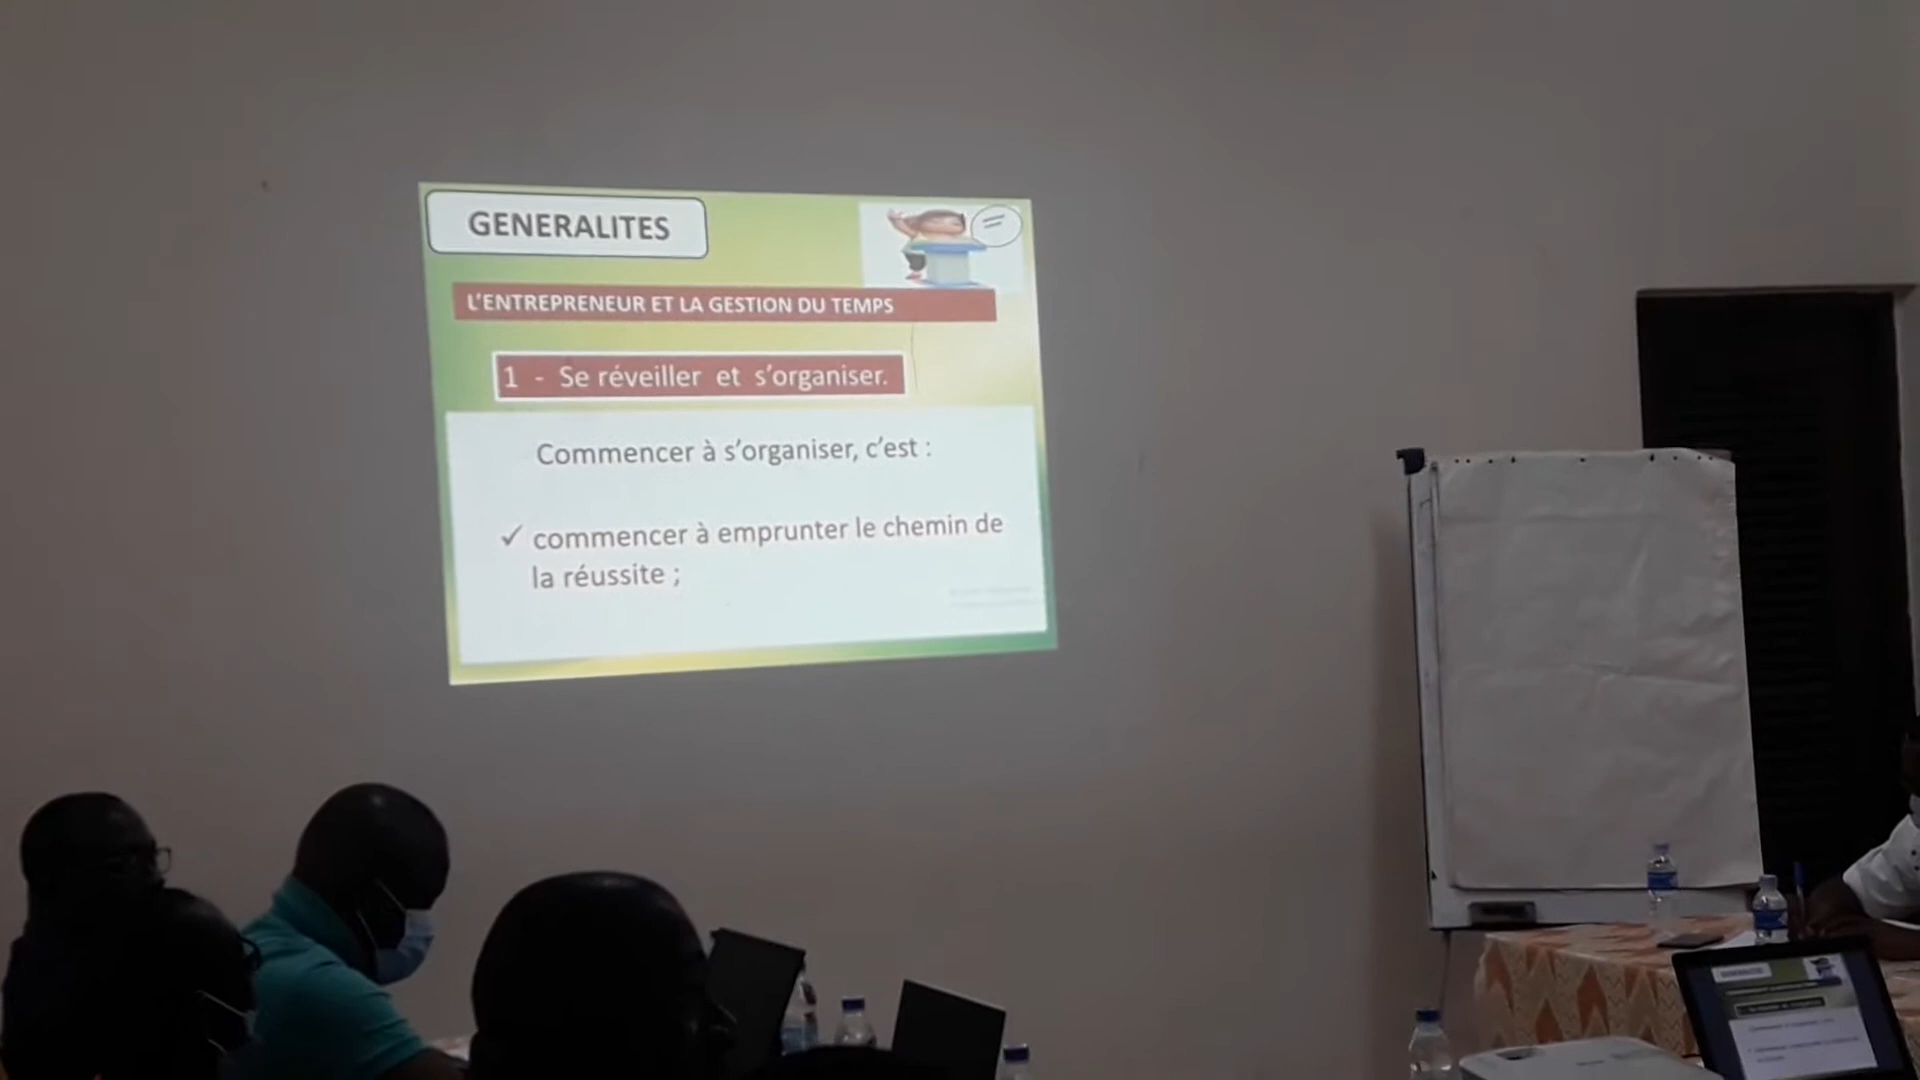 GENERALITES
L'ENTREPRENEUR ET LA GESTION DU TEMPS
1 - Se réveiller et s'organiser.
Commencer à s'organiser, c'est :
✓ commencer à emprunter le chemin de
la réussite ;